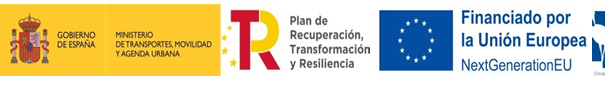 GOBIERNO
DE ESPAÑA
MINISTERIO
DE TRANSPORTES, MOVILIDAD
Y AGENDA URBANA
Plan de
Recuperación,
Transformación
y Resiliencia
Financiado por
la Unión Europea
NextGenerationEU